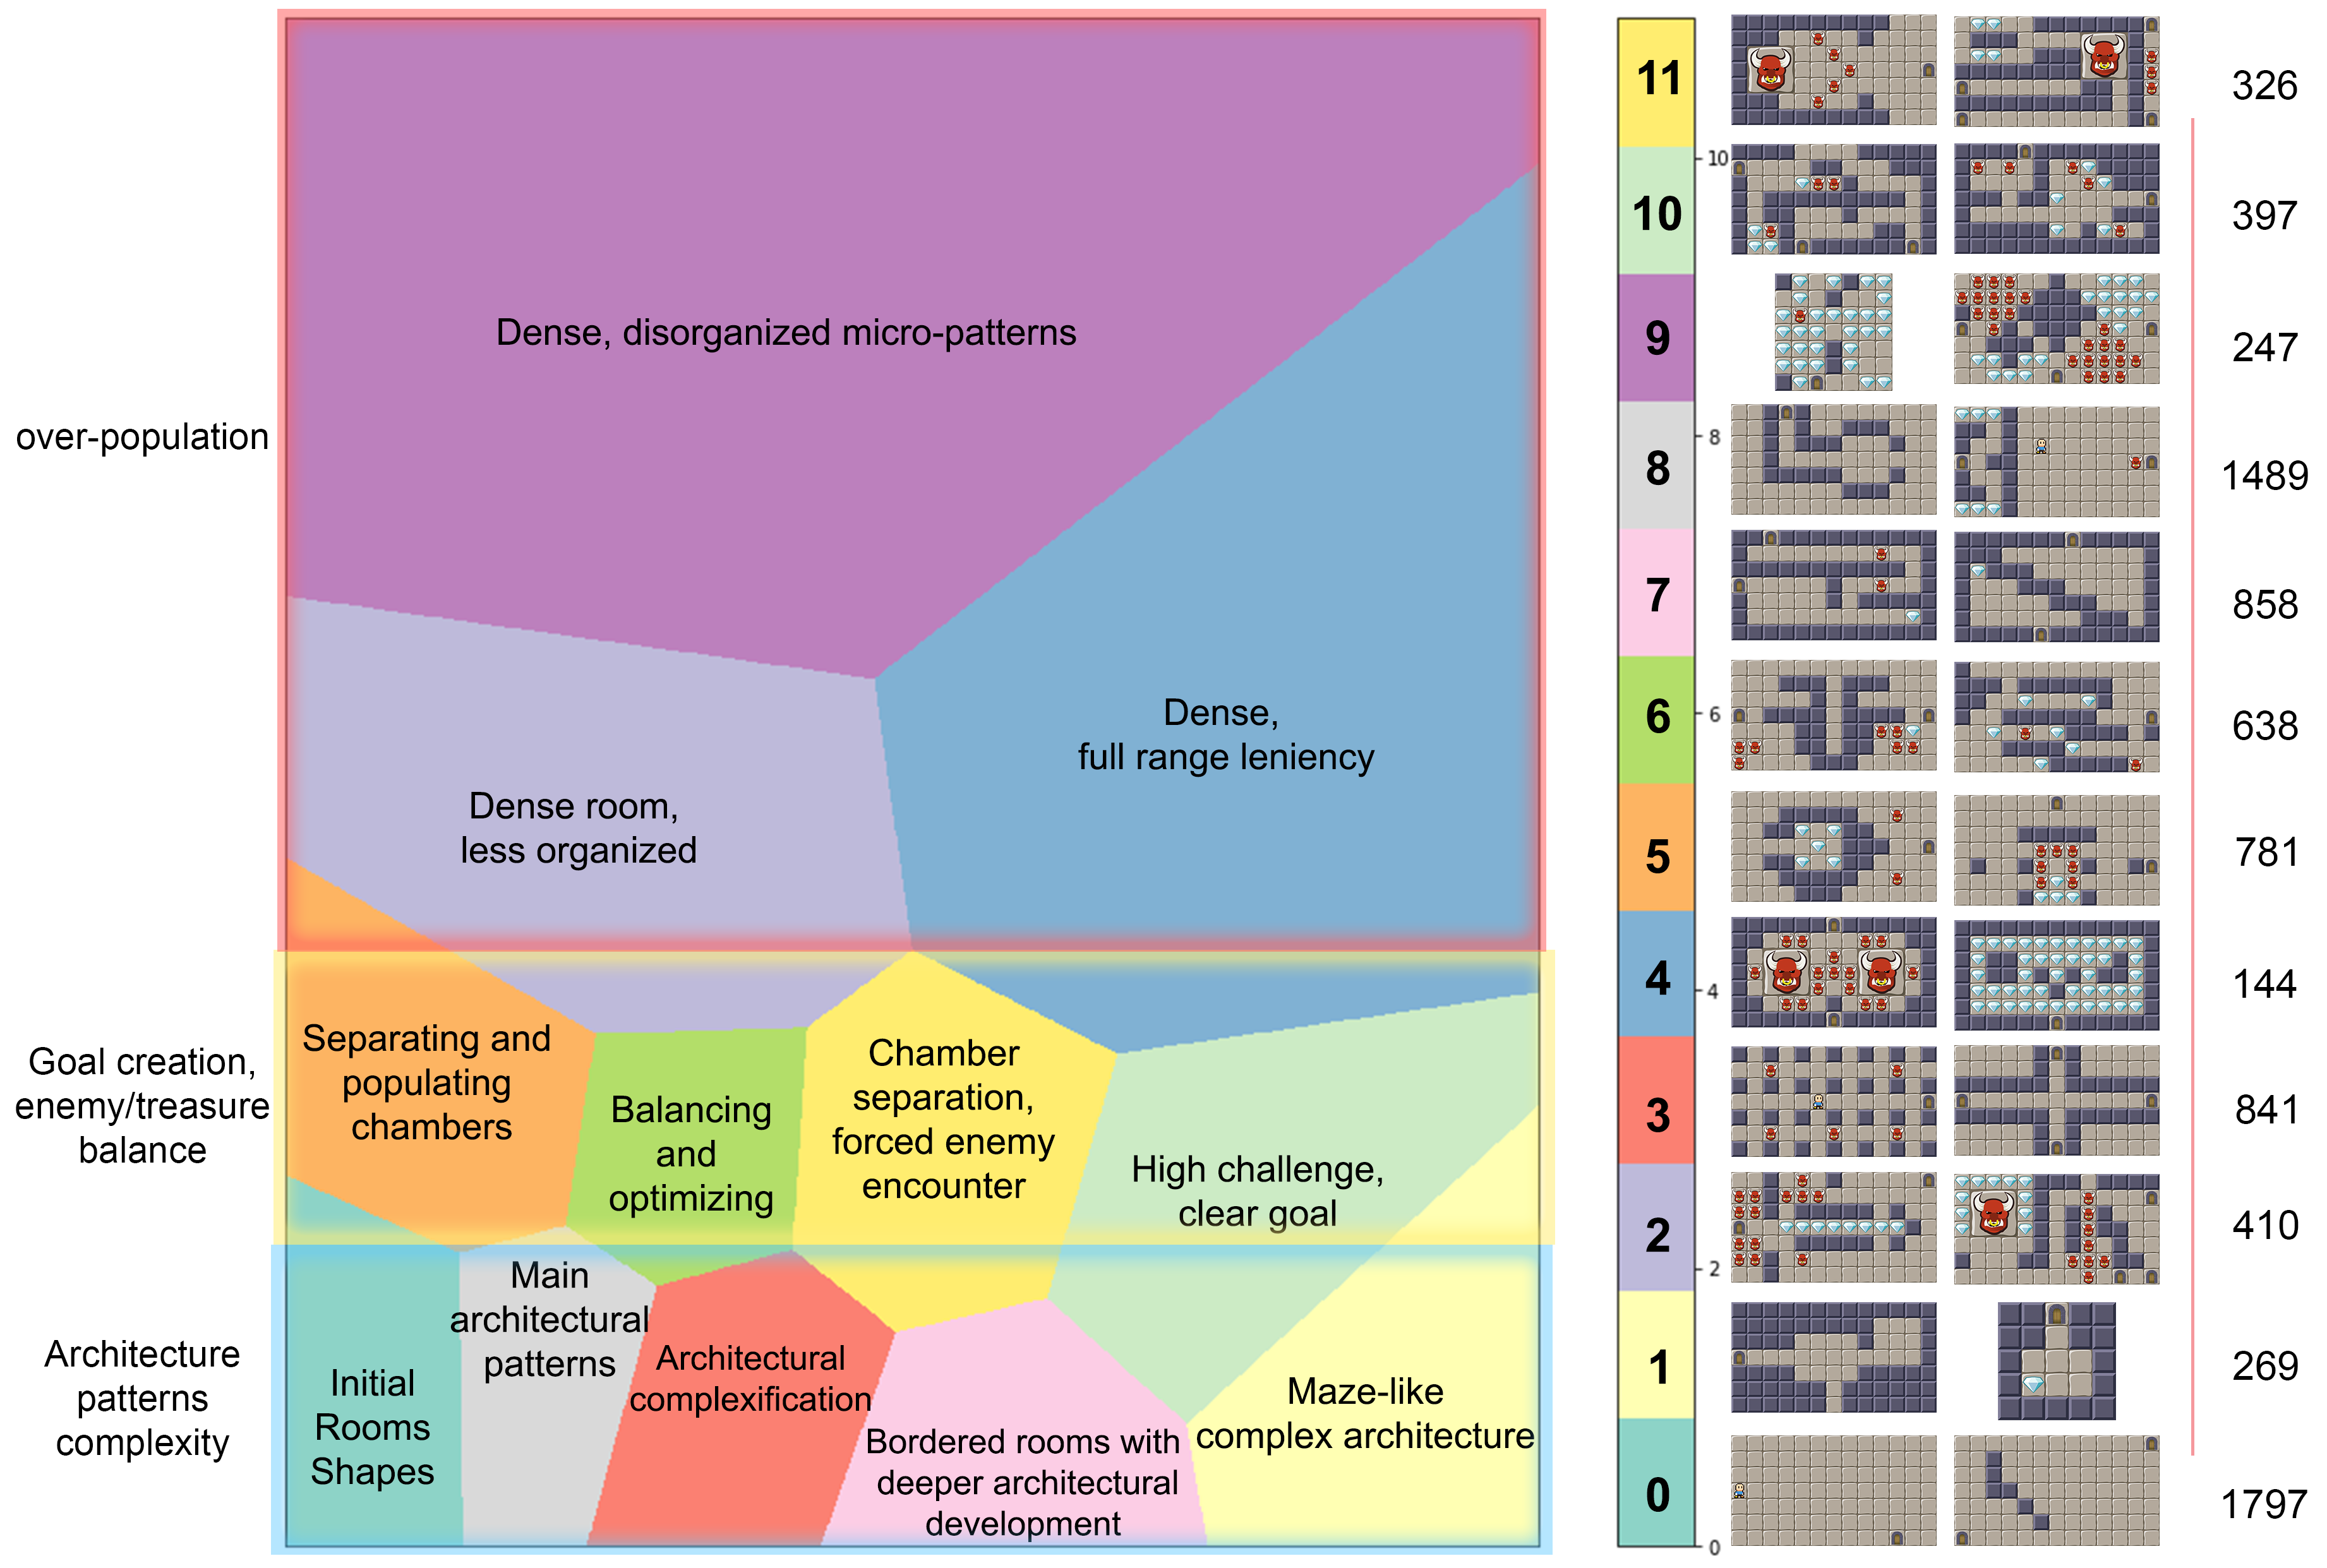 over-population
Goal creation,
enemy/treasure
balance
Architecture
patterns
complexity
Dense, disorganized micro-patterns
Dense,
full range leniency
Dense room,
less organized
Separating and
populating
chambers
Balancing
and
optimizing
Chamber
separation,
forced enemy
encounter
High challenge,
clear goal
Initial
Rooms
Shapes
Main
architectural
patterns
Architectural
complexification
Bordered rooms with
deeper architectural
development
Maze-like
complex architecture
11
10
9
8
7
6
5
4
3
2
1
0
10
8
6
4
2
0
326
397
247
1489
858
638
781
144
841
410
269
1797